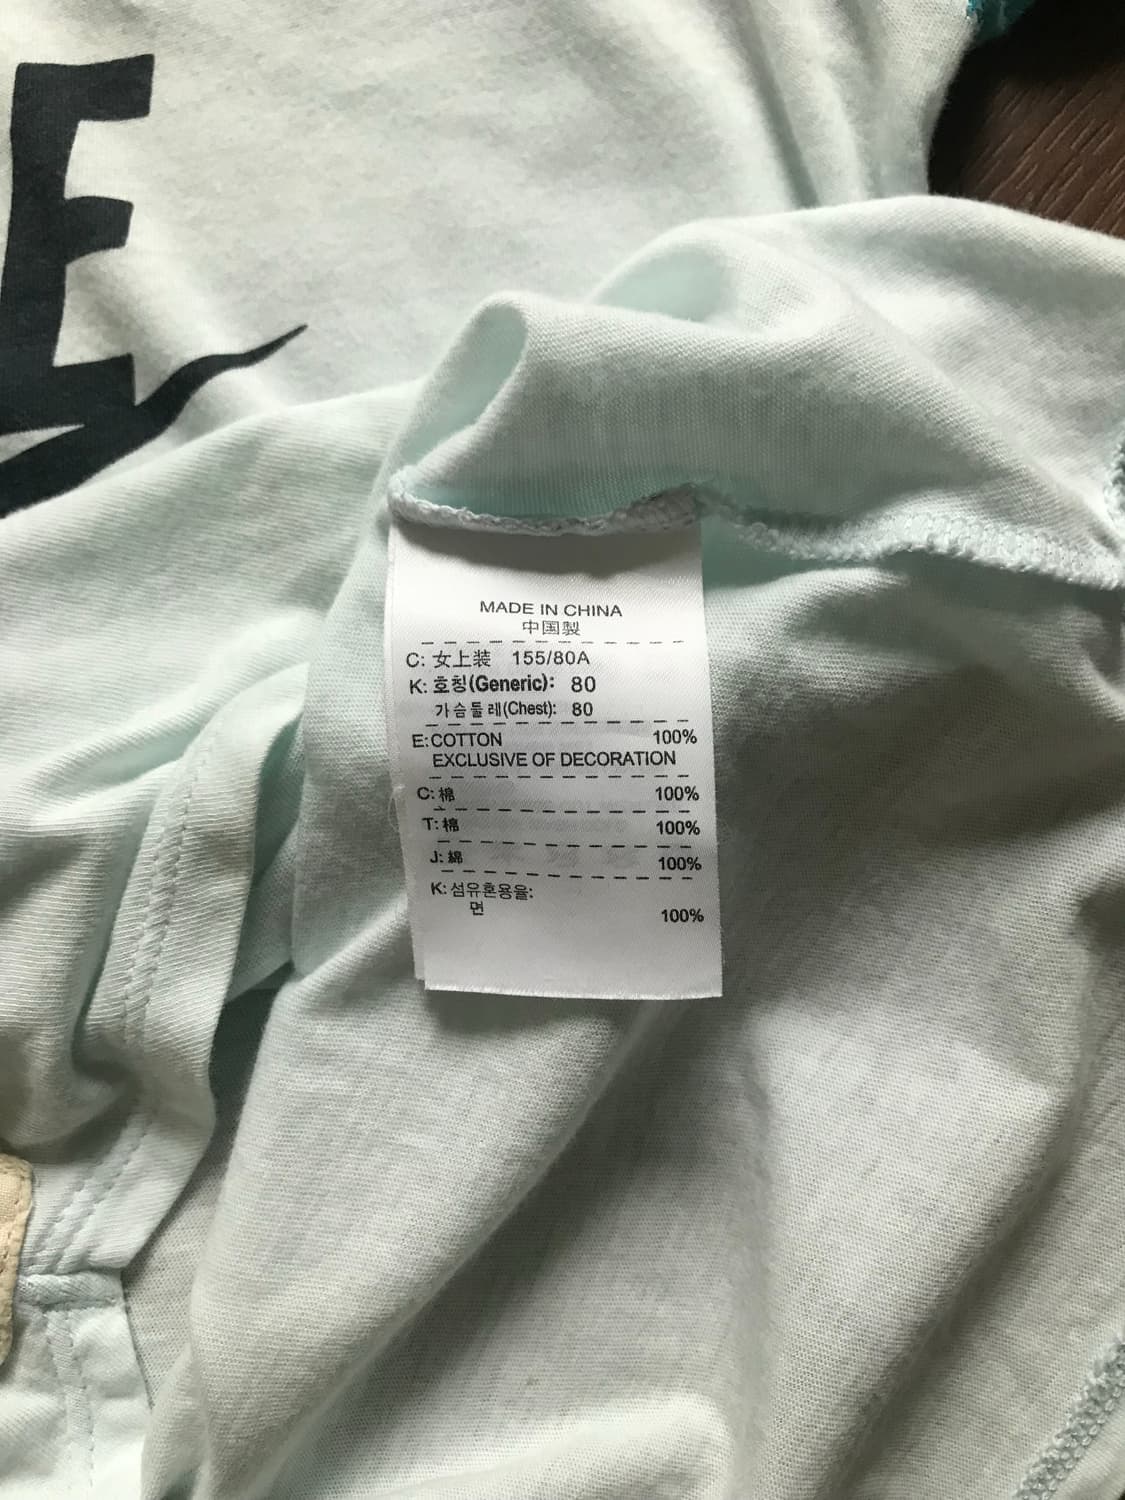 E
MADE IN CHINA
中国製
C: 女上装 155/80A
K: 호칭(Generic): 80
가슴둘레(Chest): 80
E:COTTON 100%
EXCLUSIVE OF DECORATION
C: 棉 100%
T: 棉 100%
J: 綿 100%
K: 섬유혼용율:
면 100%